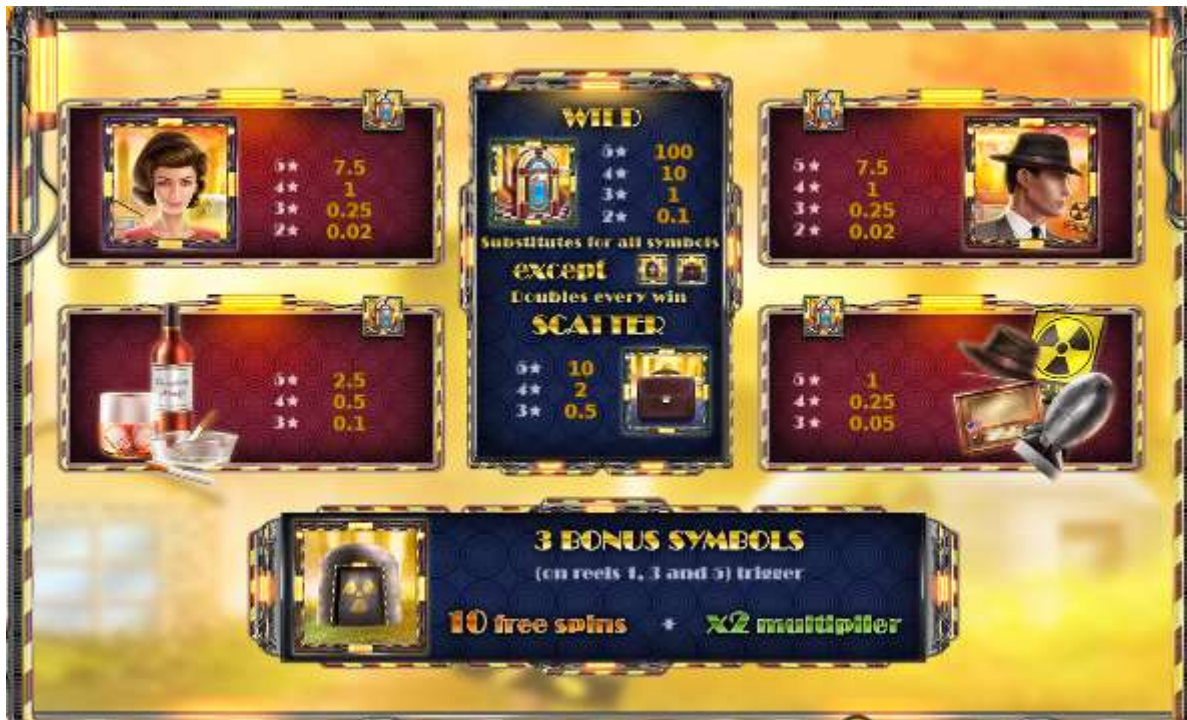 5★ 7.5
4★ 1
3★ 0.25
2★ 0.02
WILD
5★ 100
4★ 10
3★ 1
2★ 0.1
Substitutes for all symbols
except
Doubles every win
SCATTER
5★ 10
4★ 2
3★ 0.5
5★ 7.5
4★ 1
3★ 0.25
2★ 0.02
5★ 2.5
4★ 0.5
3★ 0.1
5★ 1
4★ 0.25
3★ 0.05
3 BONUS SYMBOLS
(on reels 1, 3 and 5) trigger
10 free spins + X2 multiplier